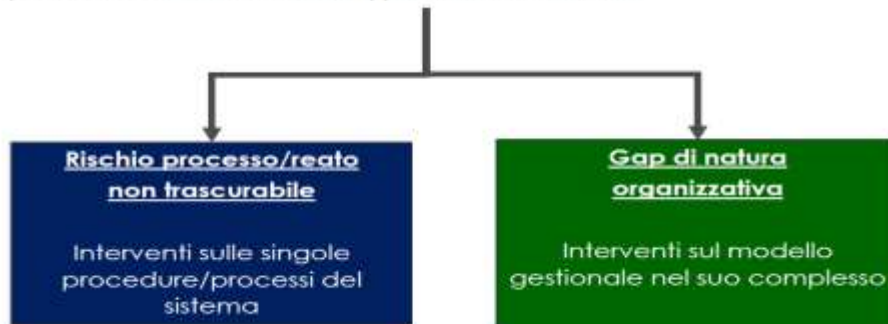 Rischio processo/reato
non trascurabile
Interventi sulle singole
procedure/processi del
sistema
Gap di natura
organizzativa
Interventi sul modello
gestionale nel suo complesso